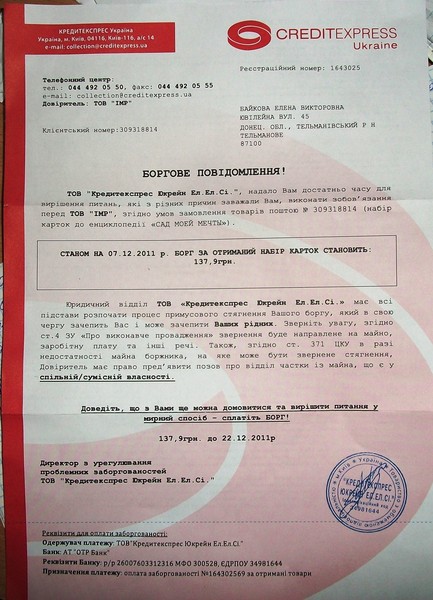 КРЕДИТЕКСПРЕС Україна
Україна, м. Київ, 04116, Київ-116, а/с 14
e-mail: collection@creditexpress.ua
CREDITEXPRESS
Ukraine
Реєстраційний номер: 1643025
Телефонний центр:
тел.: 044 492 05 50, факс: 044 492 05 55
e-mail: collection@creditexpress.ua
Довіритель: ТОВ "ІМР"
БАЙКОВА ЕЛЕНА ВИКТОРОВНА
ЮВІЛЕЙНА ВУЛ. 45
Клієнтський номер:309318814
ДОНЕЦ. ОБЛ., ТЕЛЬМАНІВСЬКИЙ Р Н
ТЕЛЬМАНОВЕ
87100
БОРГОВЕ ПОВІДОМЛЕННЯ!
ТОВ "Кредитекспрес Юкрейн Ел.Ел.Сі.", надало Вам достатньо часу для
вирішення питань, які з різних причин заважали Вам, виконати зобов'язання
перед ТОВ "ІМР", згідно умов замовлення товарів поштою № 309318814 (набір
карток до енциклопедії «САД МОЕЙ МЕЧТЫ»).
СТАНОМ НА 07.12.2011 р. БОРГ ЗА ОТРИМАНИЙ НАБІР КАРТОК СТАНОВИТЬ:
137,9грн.
Юридичний відділ ТОВ «Кредитекспрес Юкрейн Ел.Ел.Сі.» має всі
підстави розпочати процес примусового стягнення Вашого боргу, який в свою
чергу зачепить Вас і може зачепити Ваших рідних. Зверніть увагу, згідно
ст.4 ЗУ «Про виконавче провадження» звернення буде направлене на майно,
заробітну плату та інші речі. Також, згідно ст. 371 ЦКУ в разі
недостатності майна боржника, на яке може бути звернене стягнення,
Довіритель має право пред'явити позов про відділ частки із майна, що є у
спільній/сумісній власності.
Доведіть, що з Вами ще можна домовитися та вирішити питання у
мирний спосіб – сплатіть БОРГ!
137,9грн. до 22.12.2011р
Директор з урегулювання
проблемних заборгованостей
ТОВ "Кредитекспрес Юкрейн Ел.Ел.Сі."
"КРЕДИТЕКСПРЕС
ЮКРЕЙН ЕЛ.ЕЛ.СІ."
34981644
Реквізити для оплати заборгованості:
Одержувач платежу: ТОВ"Кредитекспрес Юкрейн Ел.Ел.Сі."
Банк: АТ "ОТР Банк"
Реквізити Банку: р/р 26007603312316 МФО 300528, ЄДРПОУ 34981644
Призначення платежу: оплата заборгованості №164302569 за отримані товари